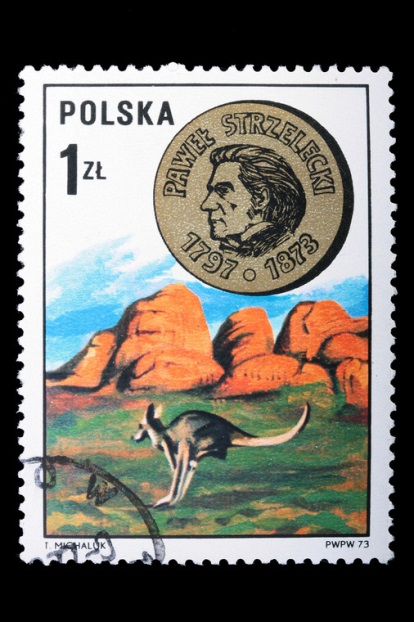 POLSKA
1 ZŁ
PAWEŁ STRZELECKI
1797 • 1873
T. MICHALUK
PWPW 73